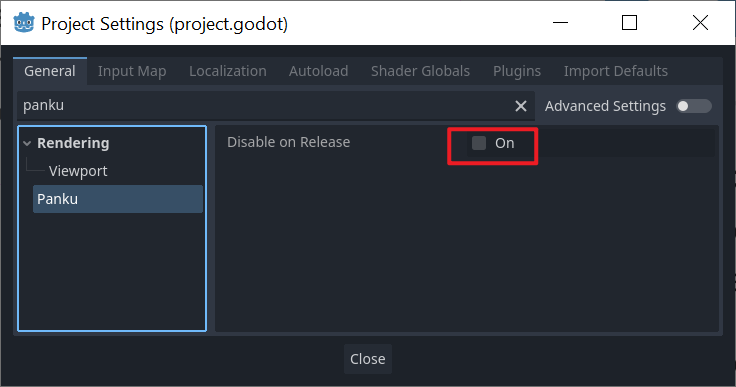 Project Settings (project.godot)
General Input Map Localization Autoload Shader Globals Plugins Import Defaults
panku Advanced Settings
Rendering
Viewport
Panku
Disable on Release On
Close